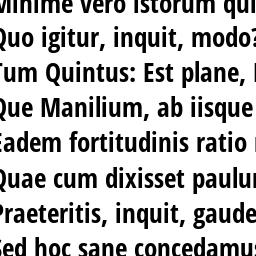 Minime vero istorum qui
Quo igitur, inquit, modo?
Tum Quintus: Est plane,
Que Manilium, ab iisque
Eadem fortitudinis ratio
Quae cum dixisset paulu
Praeteritis, inquit, gaude
Sed hoc sane concedamus